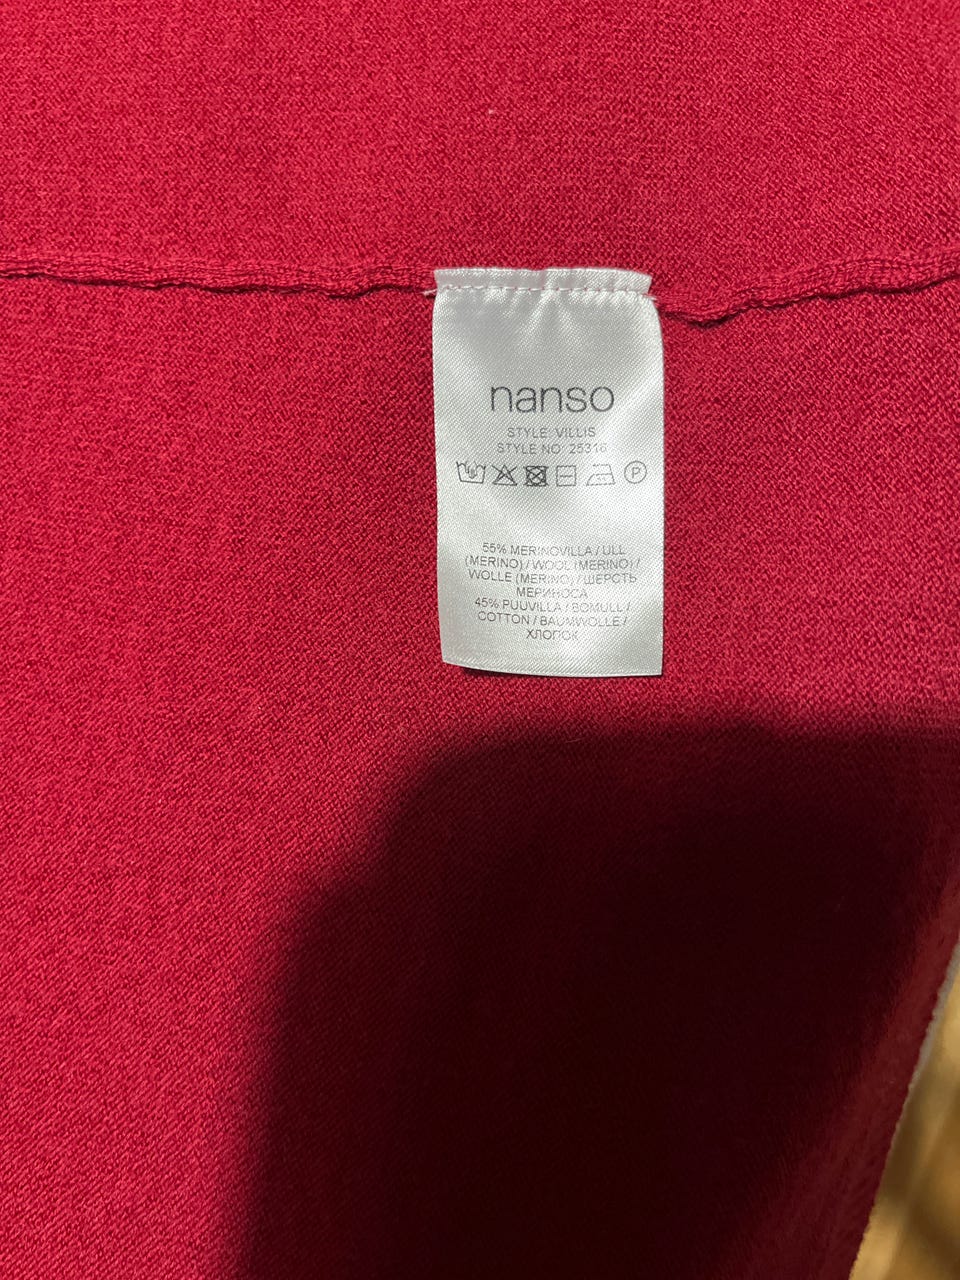 nanso
STYLE: VILLIS
STYLE NO: 25316
P
55% MERINOVILLA / ULL
(MERINO) / WOOL (MERINO) /
WOLLE (MERINO) / ШЕРСТЬ
МЕРИНОСА
45% PUUVILLA / BOMULL /
COTTON / BAUMWOLLE /
ХЛОПОК